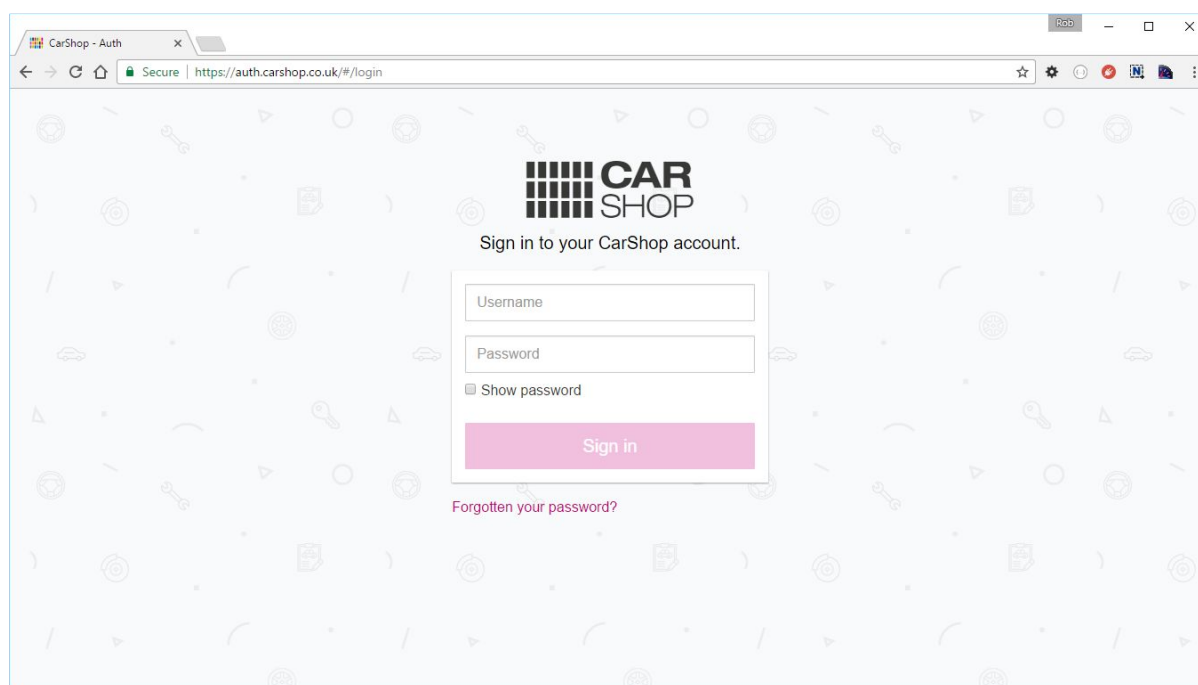 Rob
CarShop - Auth
Secure https://auth.carshop.co.uk/#/login
CAR
SHOP
Sign in to your CarShop account.
Username
Password
Show password
Sign in
Forgotten your password?